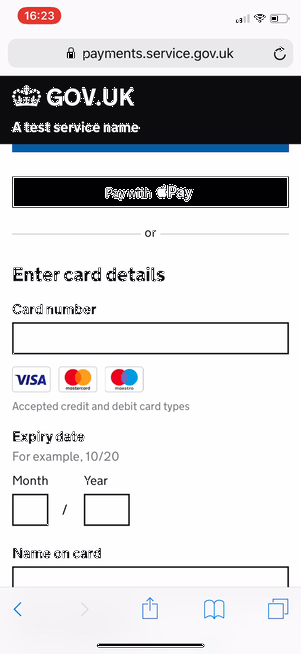 16:23
payments.service.gov.uk
GOV.UK
A test service name
Pay with Pay
or
Enter card details
Card number
VISA mastercard maestro
Accepted credit and debit card types
Expiry date
For example, 10/20
Month Year
/
Name on card